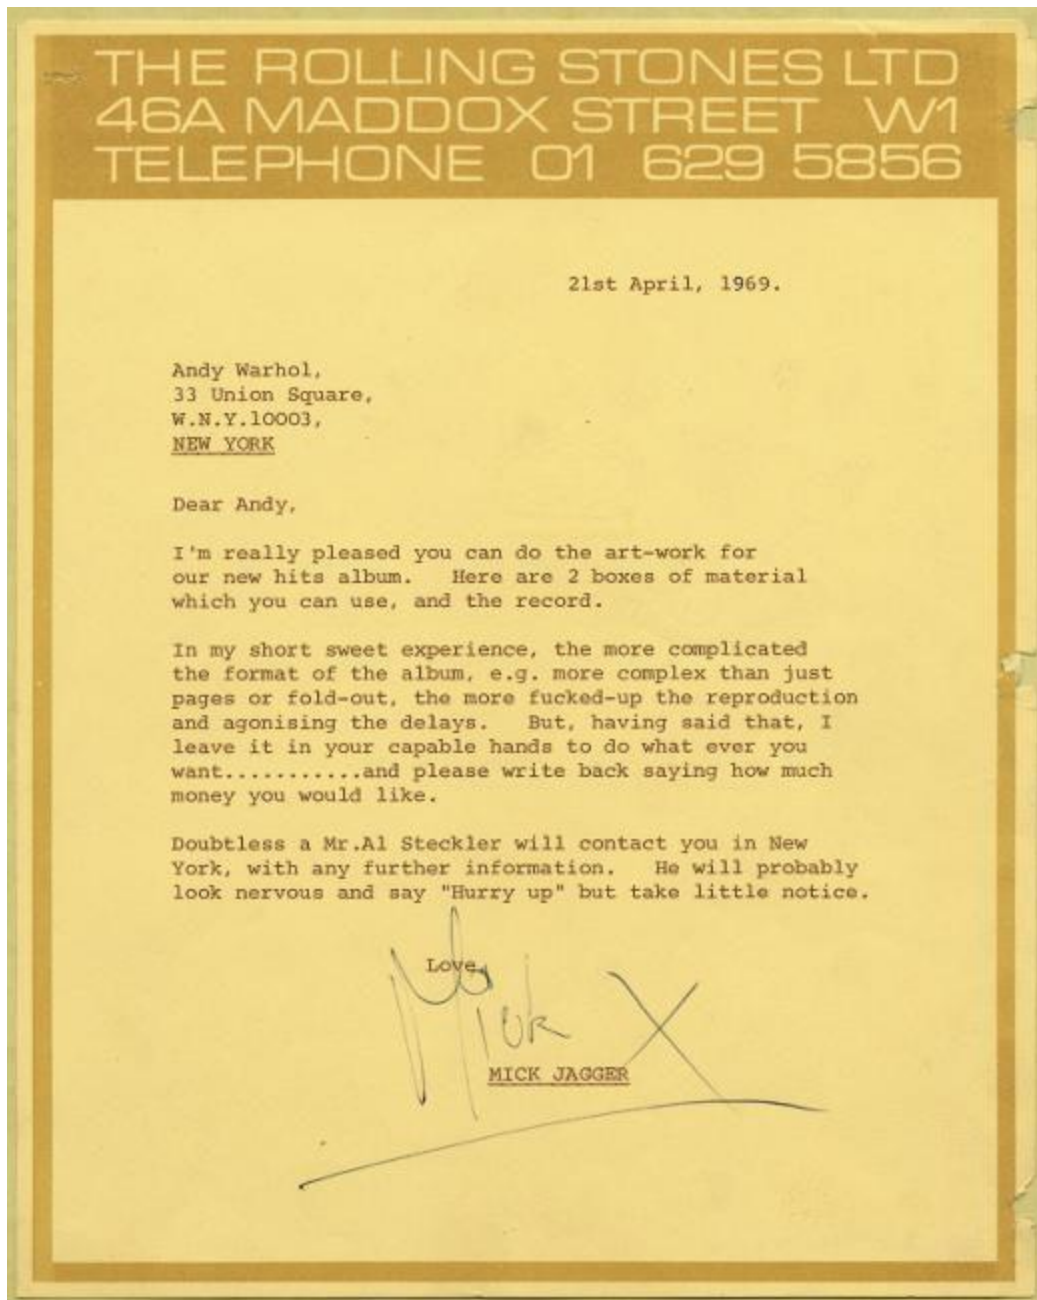 THE ROLLING STONES LTD
46A MADDOX STREET W1
TELEPHONE 01 629 5856
21st April, 1969.
Andy Warhol,
33 Union Square,
W.N.Y.10003,
NEW YORK
Dear Andy,
I'm really pleased you can do the art-work for
our new hits album. Here are 2 boxes of material
which you can use, and the record.
In my short sweet experience, the more complicated
the format of the album, e.g. more complex than just
pages or fold-out, the more fucked-up the reproduction
and agonising the delays. But, having said that, I
leave it in your capable hands to do what ever you
want...........and please write back saying how much
money you would like.
Doubtless a Mr.Al Steckler will contact you in New
York, with any further information. He will probably
look nervous and say "Hurry up" but take little notice.
Love,
Mick X
MICK JAGGER